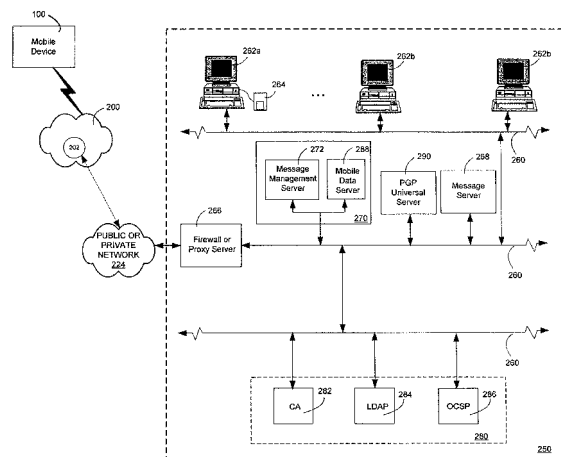 100
Mobile
Device
200
202
PUBLIC OR
PRIVATE
NETWORK
224
266
Firewall or
Proxy Server
262a
264
...
262b
262b
260
272
Message
Management
Server
288
Mobile
Data
Server
270
290
PGP
Universal
Server
268
Message
Server
260
260
CA
282
LDAP
284
OCSP
286
280
250